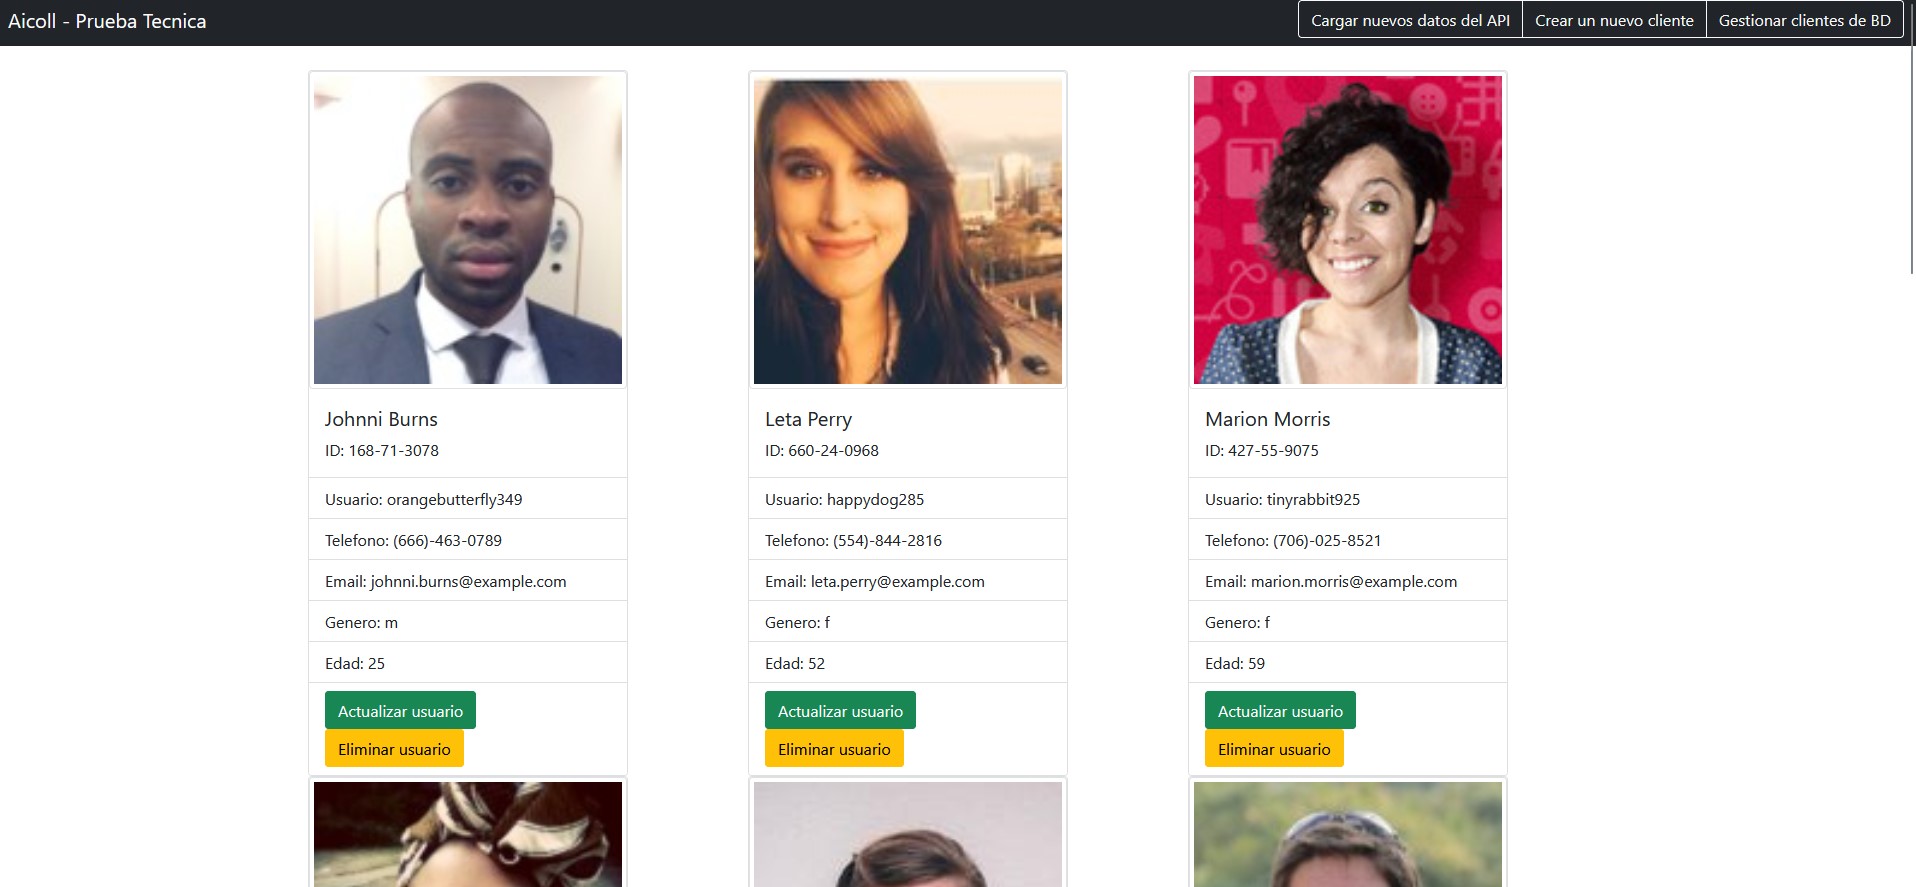 Aicoll - Prueba Tecnica
Cargar nuevos datos del API
Crear un nuevo cliente
Gestionar clientes de BD
Johnni Burns
ID: 168-71-3078
Usuario: orangebutterfly349
Telefono: (666)-463-0789
Email: johnni.burns@example.com
Genero: m
Edad: 25
Actualizar usuario
Eliminar usuario
Leta Perry
ID: 660-24-0968
Usuario: happydog285
Telefono: (554)-844-2816
Email: leta.perry@example.com
Genero: f
Edad: 52
Actualizar usuario
Eliminar usuario
Marion Morris
ID: 427-55-9075
Usuario: tinyrabbit925
Telefono: (706)-025-8521
Email: marion.morris@example.com
Genero: f
Edad: 59
Actualizar usuario
Eliminar usuario